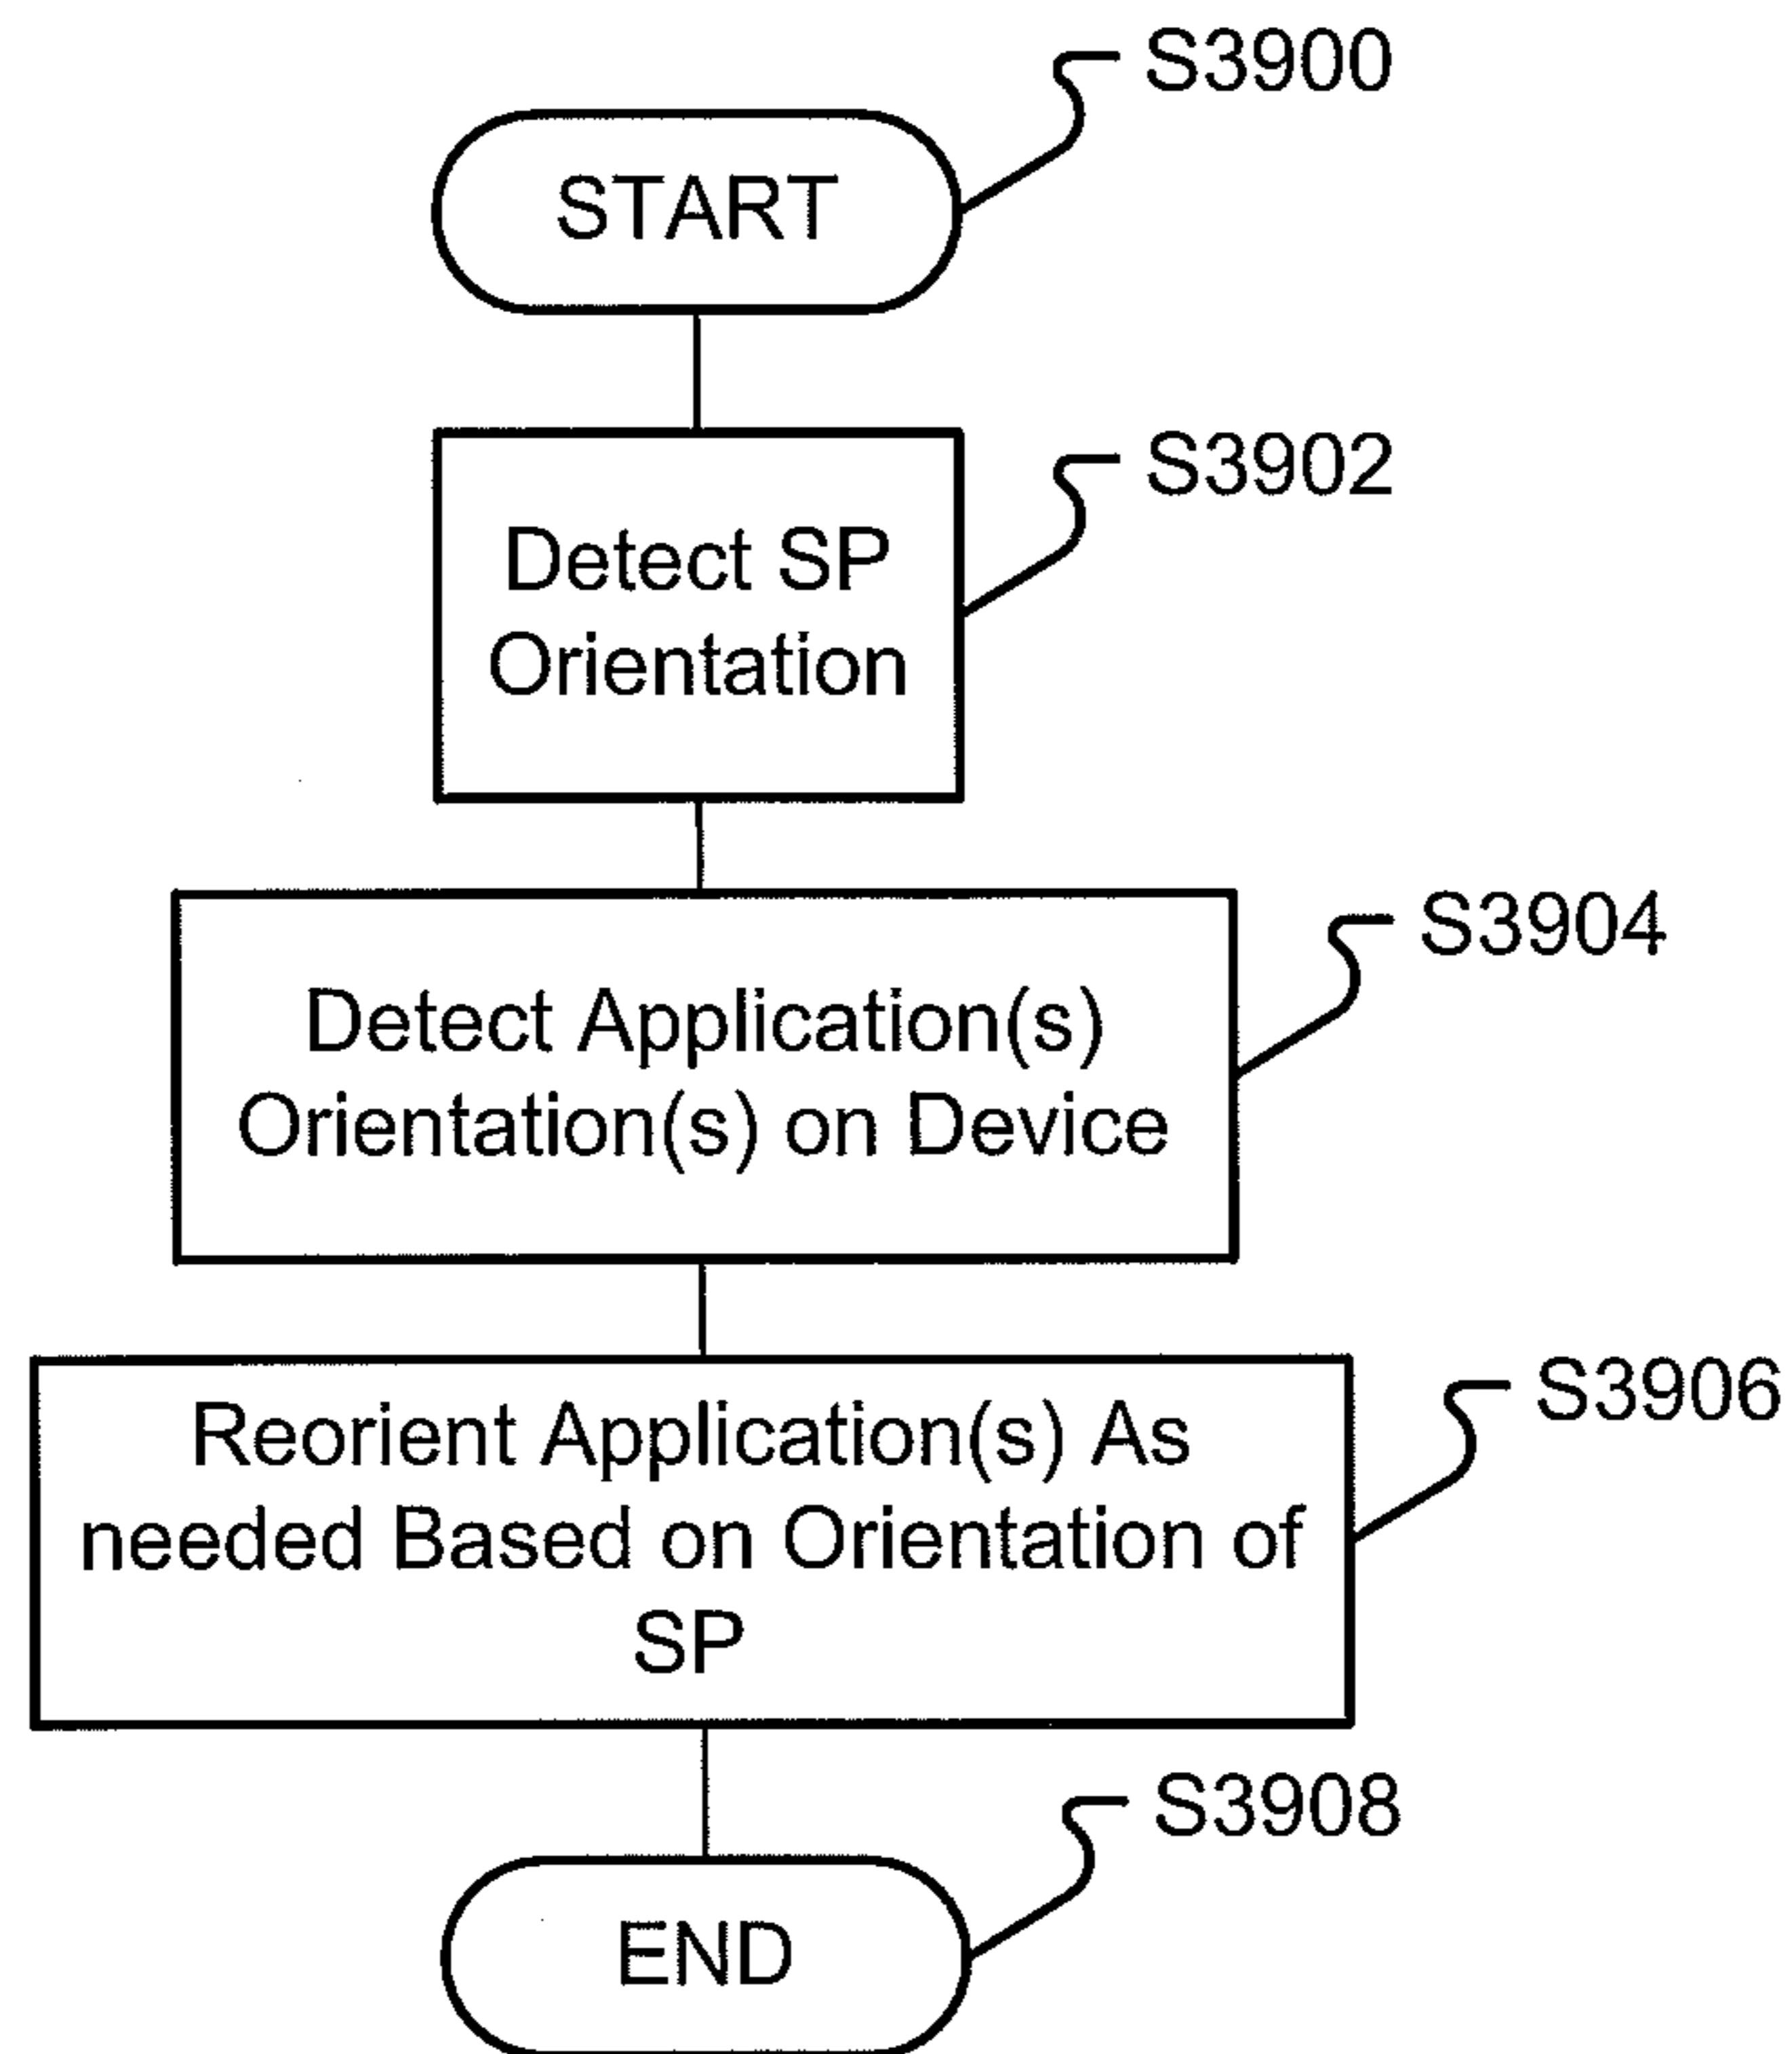 S3900
START
S3902
Detect SP
Orientation
S3904
Detect Application(s)
Orientation(s) on Device
S3906
Reorient Application(s) As
needed Based on Orientation of
SP
S3908
END